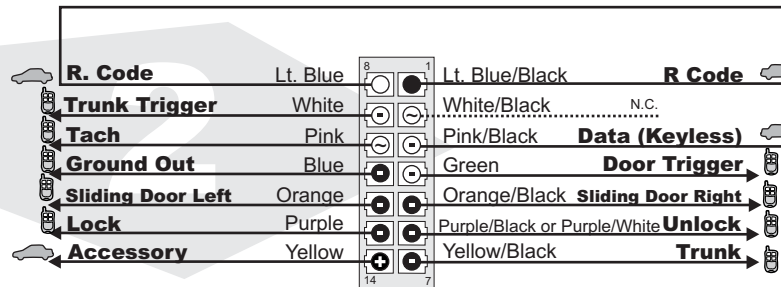 2
8 1
R. Code Lt. Blue Lt. Blue/Black R Code
Trunk Trigger White White/Black N.C.
Tach Pink Pink/Black Data (Keyless)
Ground Out Blue Green Door Trigger
Sliding Door Left Orange Orange/Black Sliding Door Right
Lock Purple Purple/Black or Purple/White Unlock
Accessory Yellow Yellow/Black Trunk
14 7